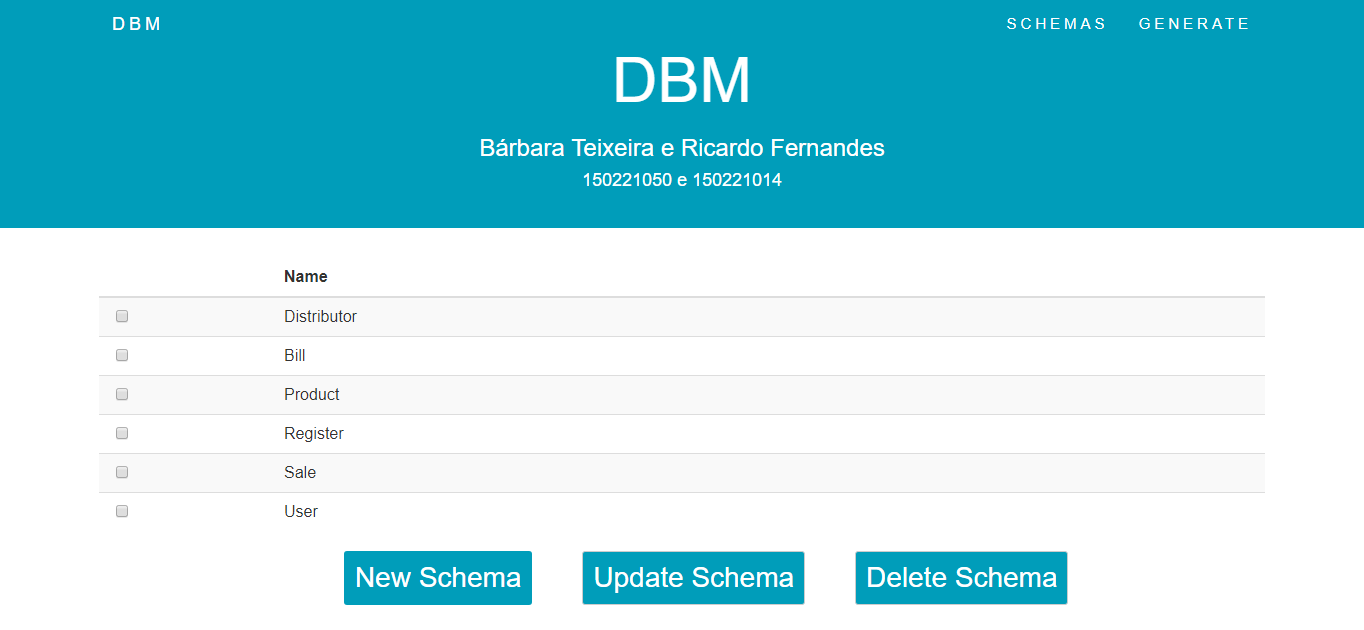 DBM
SCHEMAS GENERATE
DBM
Bárbara Teixeira e Ricardo Fernandes
150221050 e 150221014
Name
Distributor
Bill
Product
Register
Sale
User
New Schema Update Schema Delete Schema